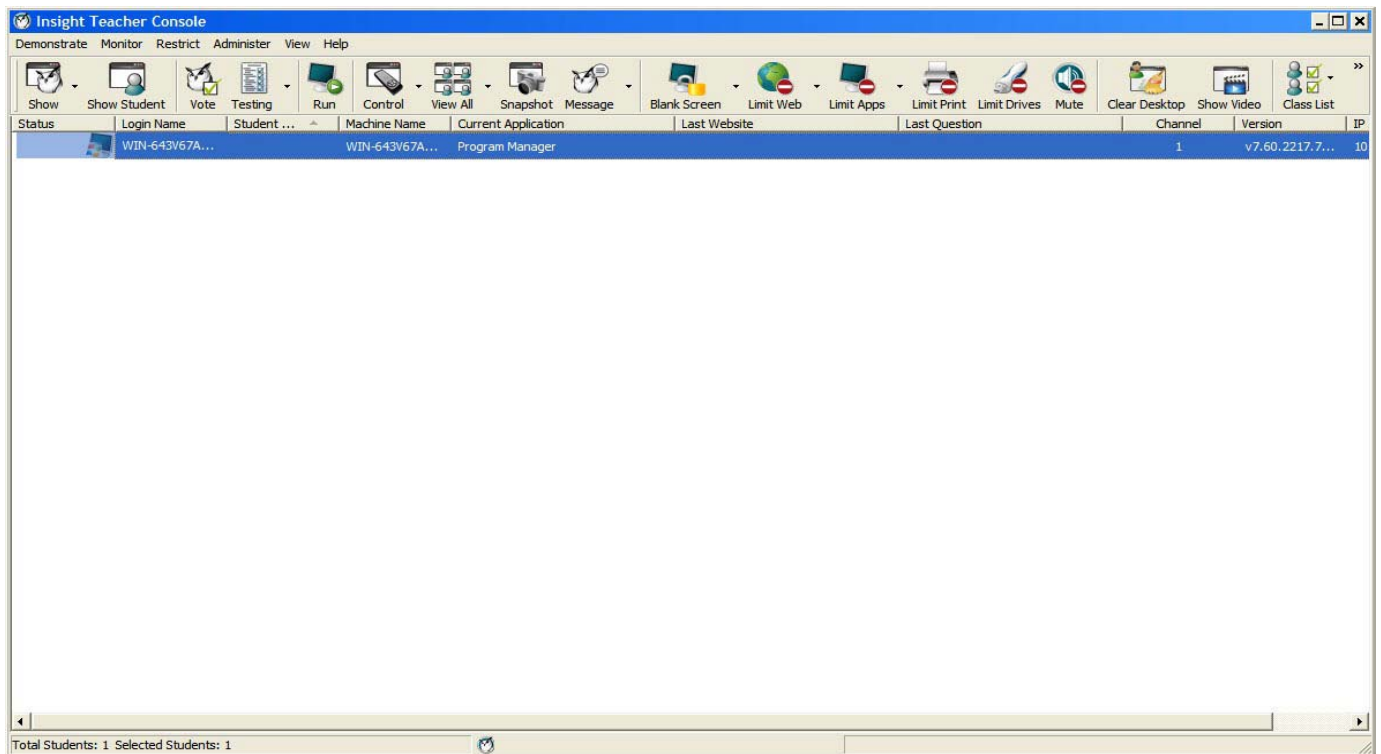 Insight Teacher Console
Demonstrate Monitor Restrict Administer View Help
Show Show Student Vote Testing Run Control View All Snapshot Message Blank Screen Limit Web Limit Apps Limit Print Limit Drives Mute Clear Desktop Show Video Class List »
Status Login Name Student ... Machine Name Current Application Last Website Last Question Channel Version IP
WIN-643V67A... WIN-643V67A... Program Manager 1 v7.60.2217.7... 10
Total Students: 1 Selected Students: 1